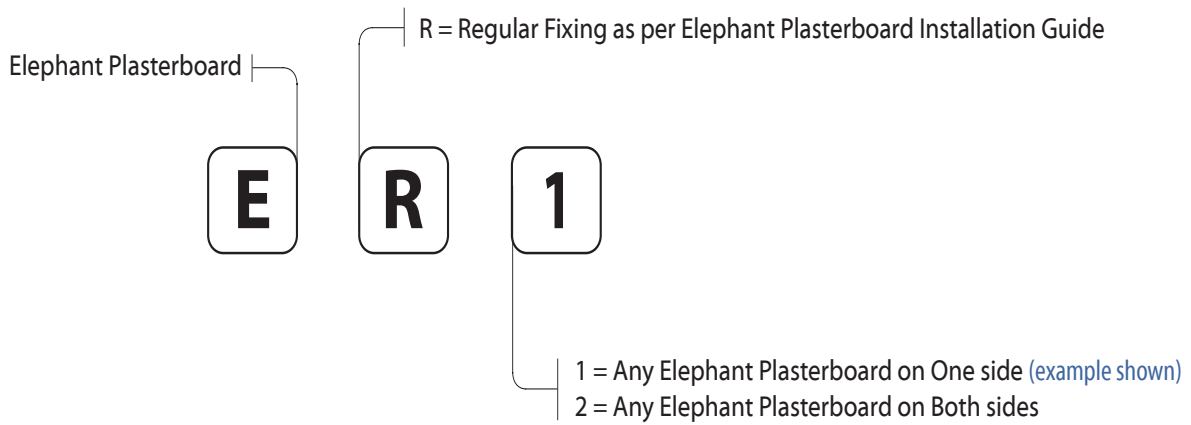 R = Regular Fixing as per Elephant Plasterboard Installation Guide
Elephant Plasterboard
E R 1
1 = Any Elephant Plasterboard on One side (example shown)
2 = Any Elephant Plasterboard on Both sides